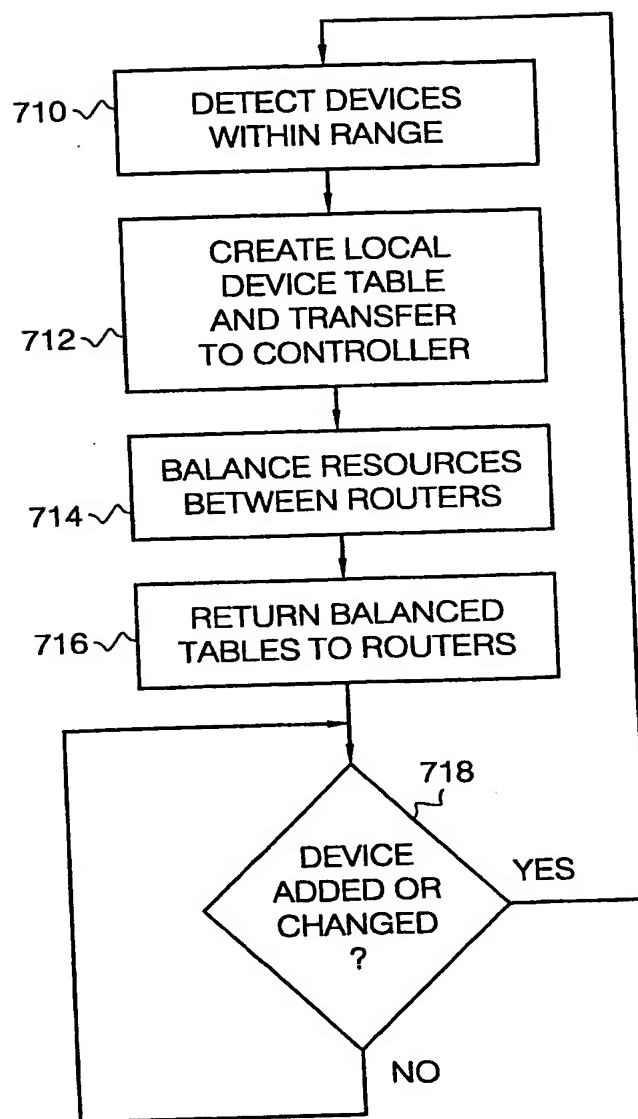 710
DETECT DEVICES
WITHIN RANGE
712
CREATE LOCAL
DEVICE TABLE
AND TRANSFER
TO CONTROLLER
714
BALANCE RESOURCES
BETWEEN ROUTERS
716
RETURN BALANCED
TABLES TO ROUTERS
718
DEVICE
ADDED OR
CHANGED
?
YES
NO